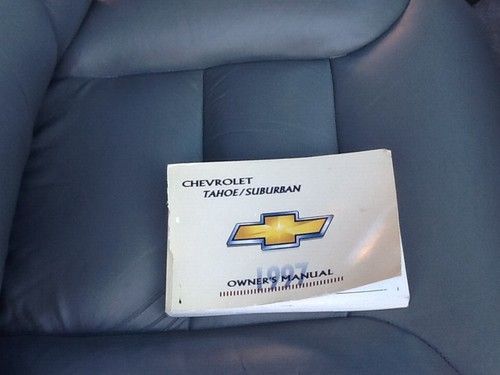 CHEVROLET
TAHOE/SUBURBAN
1997
OWNER'S MANUAL